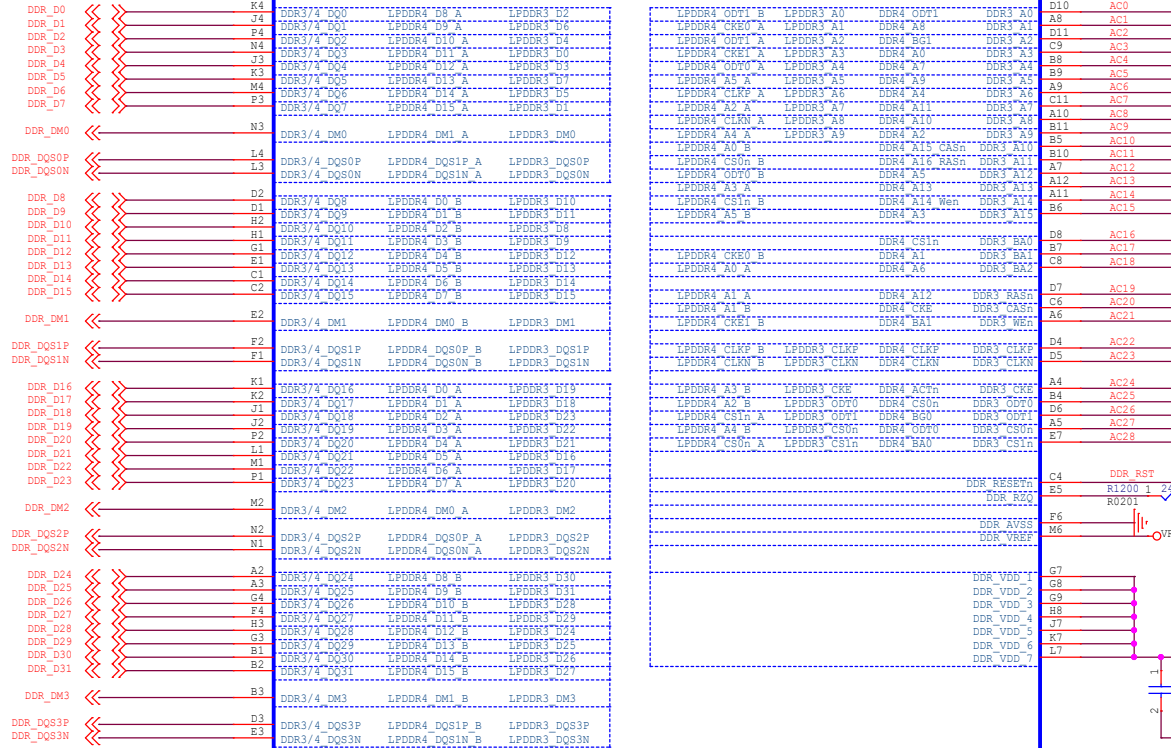 DDR_D0 K4 DDR3/4_DQ0 LPDDR4_D8_A LPDDR3_D2
DDR_D1 J4 DDR3/4_DQ1 LPDDR4_D9_A LPDDR3_D6
DDR_D2 P4 DDR3/4_DQ2 LPDDR4_D10_A LPDDR3_D4
DDR_D3 N4 DDR3/4_DQ3 LPDDR4_D11_A LPDDR3_D0
DDR_D4 J3 DDR3/4_DQ4 LPDDR4_D12_A LPDDR3_D3
DDR_D5 K3 DDR3/4_DQ5 LPDDR4_D13_A LPDDR3_D7
DDR_D6 M4 DDR3/4_DQ6 LPDDR4_D14_A LPDDR3_D5
DDR_D7 P3 DDR3/4_DQ7 LPDDR4_D15_A LPDDR3_D1
DDR_DM0 N3 DDR3/4_DM0 LPDDR4_DM1_A LPDDR3_DM0
DDR_DQS0P L4 DDR3/4_DQS0P LPDDR4_DQS1P_A LPDDR3_DQS0P
DDR_DQS0N L3 DDR3/4_DQS0N LPDDR4_DQS1N_A LPDDR3_DQS0N
DDR_D8 D2 DDR3/4_DQ8 LPDDR4_D0_B LPDDR3_D10
DDR_D9 D1 DDR3/4_DQ9 LPDDR4_D1_B LPDDR3_D11
DDR_D10 H2 DDR3/4_DQ10 LPDDR4_D2_B LPDDR3_D8
DDR_D11 H1 DDR3/4_DQ11 LPDDR4_D3_B LPDDR3_D9
DDR_D12 G1 DDR3/4_DQ12 LPDDR4_D4_B LPDDR3_D12
DDR_D13 E1 DDR3/4_DQ13 LPDDR4_D5_B LPDDR3_D13
DDR_D14 C1 DDR3/4_DQ14 LPDDR4_D6_B LPDDR3_D14
DDR_D15 C2 DDR3/4_DQ15 LPDDR4_D7_B LPDDR3_D15
DDR_DM1 E2 DDR3/4_DM1 LPDDR4_DM0_B LPDDR3_DM1
DDR_DQS1P F2 DDR3/4_DQS1P LPDDR4_DQS0P_B LPDDR3_DQS1P
DDR_DQS1N F1 DDR3/4_DQS1N LPDDR4_DQS0N_B LPDDR3_DQS1N
DDR_D16 K1 DDR3/4_DQ16 LPDDR4_D0_A LPDDR3_D19
DDR_D17 K2 DDR3/4_DQ17 LPDDR4_D1_A LPDDR3_D18
DDR_D18 J1 DDR3/4_DQ18 LPDDR4_D2_A LPDDR3_D23
DDR_D19 J2 DDR3/4_DQ19 LPDDR4_D3_A LPDDR3_D22
DDR_D20 P2 DDR3/4_DQ20 LPDDR4_D4_A LPDDR3_D21
DDR_D21 L1 DDR3/4_DQ21 LPDDR4_D5_A LPDDR3_D16
DDR_D22 M1 DDR3/4_DQ22 LPDDR4_D6_A LPDDR3_D17
DDR_D23 P1 DDR3/4_DQ23 LPDDR4_D7_A LPDDR3_D20
DDR_DM2 M2 DDR3/4_DM2 LPDDR4_DM0_A LPDDR3_DM2
DDR_DQS2P N2 DDR3/4_DQS2P LPDDR4_DQS0P_A LPDDR3_DQS2P
DDR_DQS2N N1 DDR3/4_DQS2N LPDDR4_DQS0N_A LPDDR3_DQS2N
DDR_D24 A2 DDR3/4_DQ24 LPDDR4_D8_B LPDDR3_D30
DDR_D25 A3 DDR3/4_DQ25 LPDDR4_D9_B LPDDR3_D31
DDR_D26 G4 DDR3/4_DQ26 LPDDR4_D10_B LPDDR3_D28
DDR_D27 F4 DDR3/4_DQ27 LPDDR4_D11_B LPDDR3_D29
DDR_D28 H3 DDR3/4_DQ28 LPDDR4_D12_B LPDDR3_D24
DDR_D29 G3 DDR3/4_DQ29 LPDDR4_D13_B LPDDR3_D25
DDR_D30 B1 DDR3/4_DQ30 LPDDR4_D14_B LPDDR3_D26
DDR_D31 B2 DDR3/4_DQ31 LPDDR4_D15_B LPDDR3_D27
DDR_DM3 B3 DDR3/4_DM3 LPDDR4_DM1_B LPDDR3_DM3
DDR_DQS3P D3 DDR3/4_DQS3P LPDDR4_DQS1P_B LPDDR3_DQS3P
DDR_DQS3N E3 DDR3/4_DQS3N LPDDR4_DQS1N_B LPDDR3_DQS3N
LPDDR4_ODT1_B LPDDR3_A0 DDR4_ODT1 DDR3_A0 D10 AC0
LPDDR4_CKE0_A LPDDR3_A1 DDR4_A8 DDR3_A1 A8 AC1
LPDDR4_ODT1_A LPDDR3_A2 DDR4_BG1 DDR3_A2 D11 AC2
LPDDR4_CKE1_A LPDDR3_A3 DDR4_A0 DDR3_A3 C9 AC3
LPDDR4_ODT0_A LPDDR3_A4 DDR4_A7 DDR3_A4 B8 AC4
LPDDR4_A5_A LPDDR3_A5 DDR4_A9 DDR3_A5 B9 AC5
LPDDR4_CLKP_A LPDDR3_A6 DDR4_A4 DDR3_A6 A9 AC6
LPDDR4_A2_A LPDDR3_A7 DDR4_A11 DDR3_A7 C11 AC7
LPDDR4_CLKN_A LPDDR3_A8 DDR4_A10 DDR3_A8 A10 AC8
LPDDR4_A4_A LPDDR3_A9 DDR4_A2 DDR3_A9 B11 AC9
LPDDR4_A0_B DDR4_A15_CASn DDR3_A10 B5 AC10
LPDDR4_CS0n_B DDR4_A16_RASn DDR3_A11 B10 AC11
LPDDR4_ODT0_B DDR4_A5 DDR3_A12 A7 AC12
LPDDR4_A3_A DDR4_A13 DDR3_A13 A12 AC13
LPDDR4_CS1n_B DDR4_A14_Wen DDR3_A14 A11 AC14
LPDDR4_A5_B DDR4_A3 DDR3_A15 B6 AC15
DDR4_CS1n DDR3_BA0 D8 AC16
LPDDR4_CKE0_B DDR4_A1 DDR3_BA1 B7 AC17
LPDDR4_A0_A DDR4_A6 DDR3_BA2 C8 AC18
LPDDR4_A1_A DDR4_A12 DDR3_RASn D7 AC19
LPDDR4_A1_B DDR4_CKE DDR3_CASn C6 AC20
LPDDR4_CKE1_B DDR4_BA1 DDR3_WEn A6 AC21
LPDDR4_CLKP_B LPDDR3_CLKP DDR4_CLKP DDR3_CLKP D4 AC22
LPDDR4_CLKN_B LPDDR3_CLKN DDR4_CLKN DDR3_CLKN D5 AC23
LPDDR4_A3_B LPDDR3_CKE DDR4_ACTn DDR3_CKE A4 AC24
LPDDR4_A2_B LPDDR3_ODT0 DDR4_CS0n DDR3_ODT0 B4 AC25
LPDDR4_CS1n_A LPDDR3_ODT1 DDR4_BG0 DDR3_ODT1 D6 AC26
LPDDR4_A4_B LPDDR3_CS0n DDR4_ODT0 DDR3_CS0n A5 AC27
LPDDR4_CS0n_A LPDDR3_CS1n DDR4_BA0 DDR3_CS1n E7 AC28
DDR_RESETn C4 DDR_RST
DDR_RZQ E5 R1200 1 24
R0201
DDR_AVSS F6
DDR_VREF M6 VR
DDR_VDD_1 G7
DDR_VDD_2 G8
DDR_VDD_3 G9
DDR_VDD_4 H8
DDR_VDD_5 J7
DDR_VDD_6 K7
DDR_VDD_7 L7
1
2